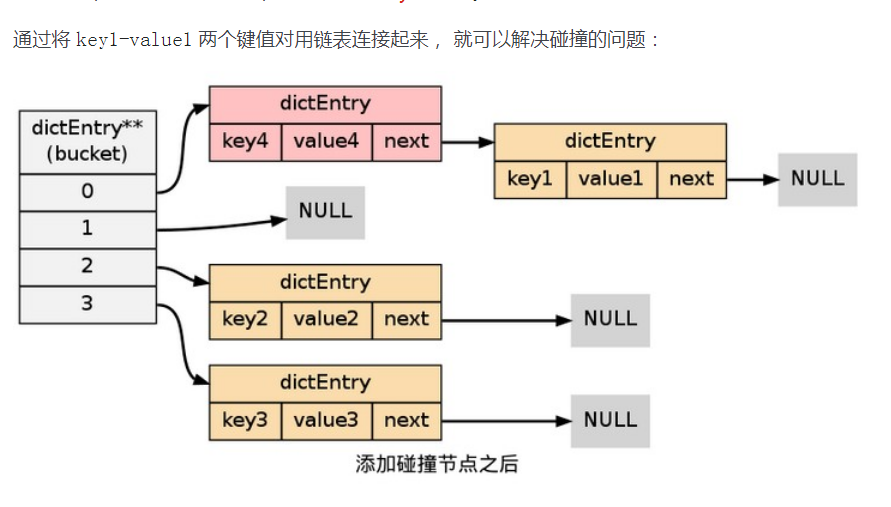 通过将 key1-value1 两个键值对用链表连接起来 ，就可以解决碰撞的问题：
dictEntry**
(bucket)
0
1
2
3
dictEntry
key4 value4 next
dictEntry
key1 value1 next
NULL
NULL
dictEntry
key2 value2 next
NULL
dictEntry
key3 value3 next
NULL
添加碰撞节点之后